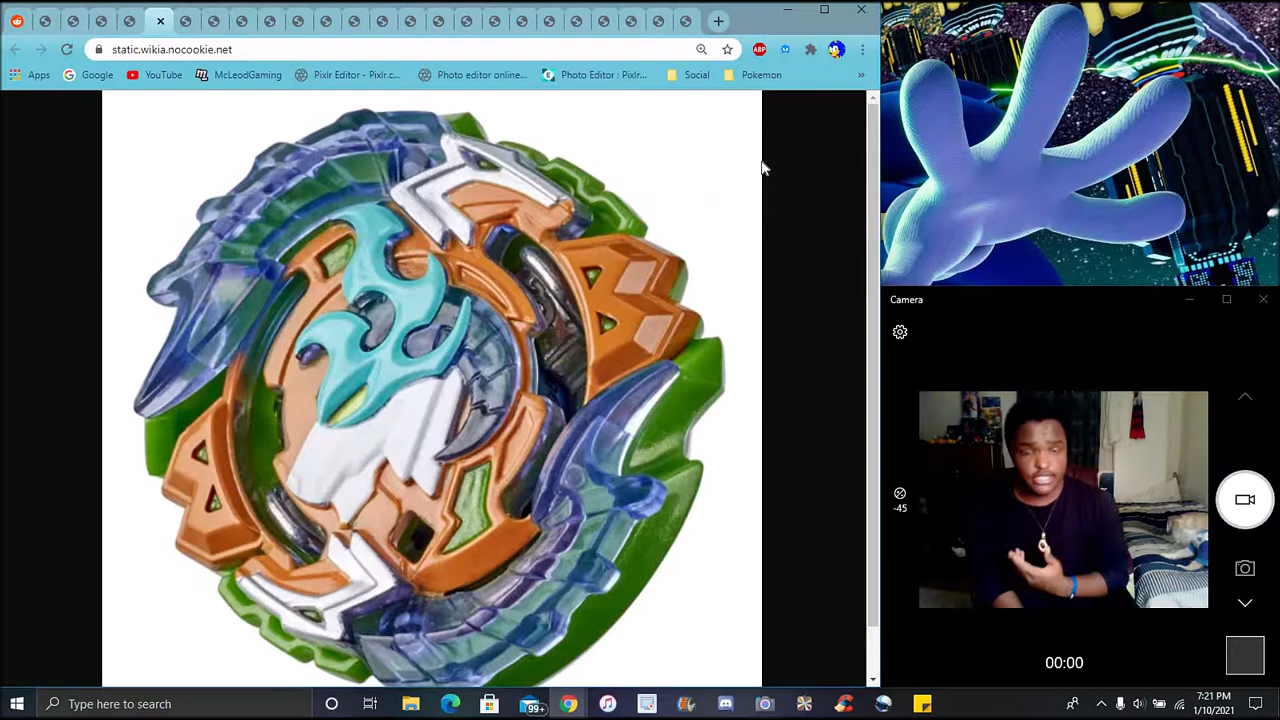 static.wikia.nocookie.net
ABP
Apps
Google
YouTube
McLeodGaming
Pixlr Editor - Pixlr.c...
Photo editor online...
Photo Editor : Pixlr...
Social
Pokemon
»
Camera
-45
00:00
Type here to search
99+
7:21 PM
1/10/2021